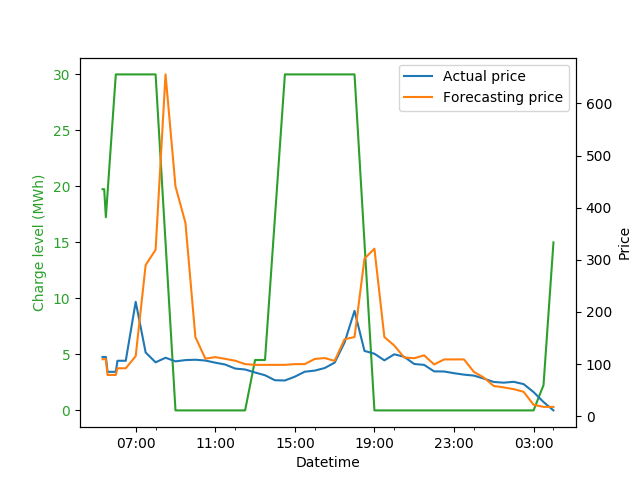 Actual price
Forecasting price
30
25
20
15
10
5
0
Charge level (MWh)
600
500
400
300
200
100
0
Price
07:00 11:00 15:00 19:00 23:00 03:00
Datetime